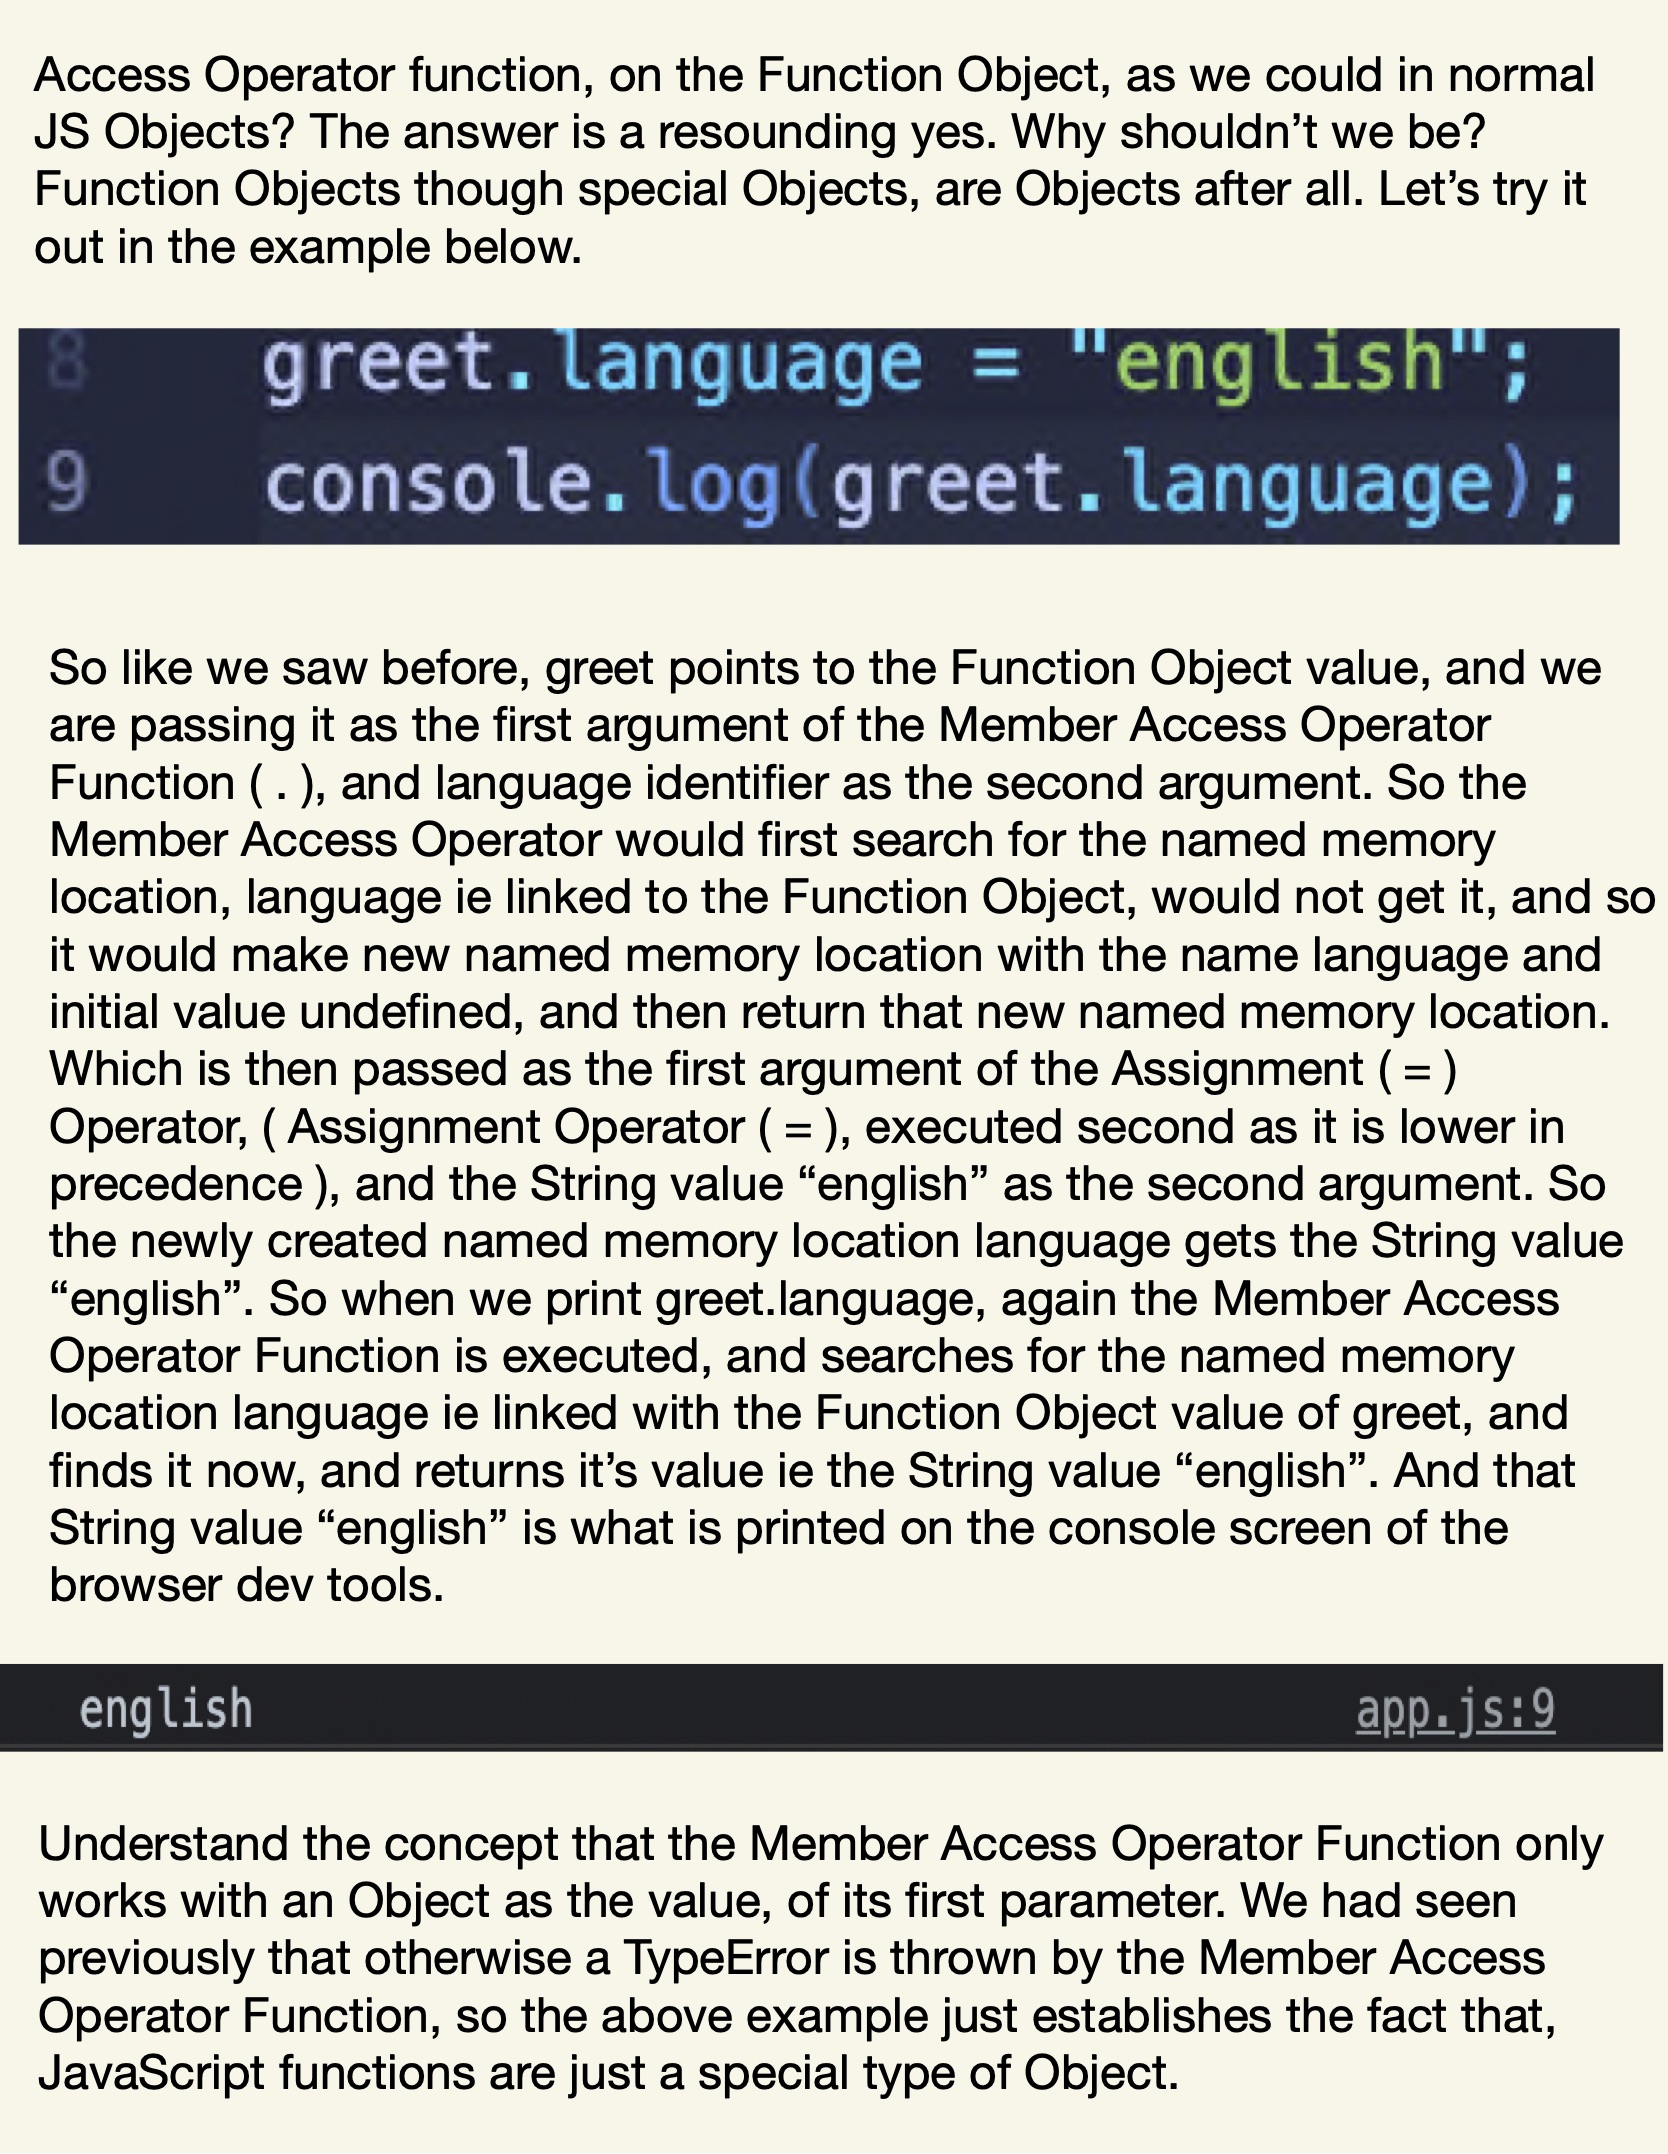 Access Operator function, on the Function Object, as we could in normal
JS Objects? The answer is a resounding yes. Why shouldn’t we be?
Function Objects though special Objects, are Objects after all. Let’s try it
out in the example below.
8 greet.language = "english";
9 console.log(greet.language);
So like we saw before, greet points to the Function Object value, and we
are passing it as the first argument of the Member Access Operator
Function ( . ), and language identifier as the second argument. So the
Member Access Operator would first search for the named memory
location, language ie linked to the Function Object, would not get it, and so
it would make new named memory location with the name language and
initial value undefined, and then return that new named memory location.
Which is then passed as the first argument of the Assignment ( = )
Operator, ( Assignment Operator ( = ), executed second as it is lower in
precedence ), and the String value “english” as the second argument. So
the newly created named memory location language gets the String value
“english”. So when we print greet.language, again the Member Access
Operator Function is executed, and searches for the named memory
location language ie linked with the Function Object value of greet, and
finds it now, and returns it’s value ie the String value “english”. And that
String value “english” is what is printed on the console screen of the
browser dev tools.
english app.js:9
Understand the concept that the Member Access Operator Function only
works with an Object as the value, of its first parameter. We had seen
previously that otherwise a TypeError is thrown by the Member Access
Operator Function, so the above example just establishes the fact that,
JavaScript functions are just a special type of Object.